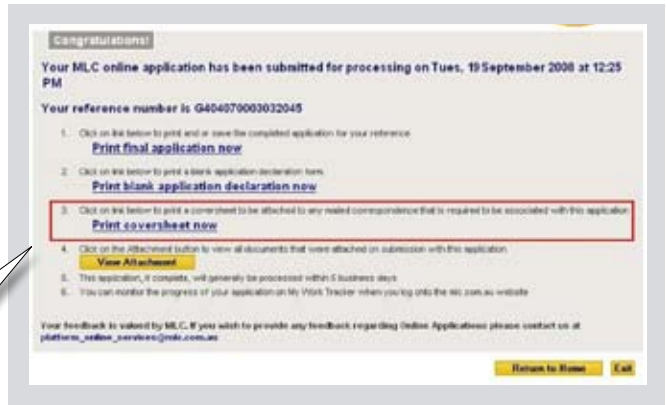 Congratulations!
Your MLC online application has been submitted for processing on Tues, 19 September 2008 at 12:25
PM
Your reference number is G404070003032045
1. Click on link below to print and or save the completed application for your reference
Print final application now
2. Click on link below to print a blank application declaration form.
Print blank application declaration now
3. Click on link below to print a coversheet to be attached to any mailed correspondence that is required to be associated with this application
Print coversheet now
4. Click on the Attachment button to view all documents that were attached on submission with this application.
View Attachment
5. This application, if complete, will generally be processed within 5 business days
6. You can monitor the progress of your application on My Work Tracker when you log onto the mlc.com.au website
Your feedback is valued by MLC. If you wish to provide any feedback regarding Online Applications please contact us at
platform_online_services@mlc.com.au
Return to Home Exit